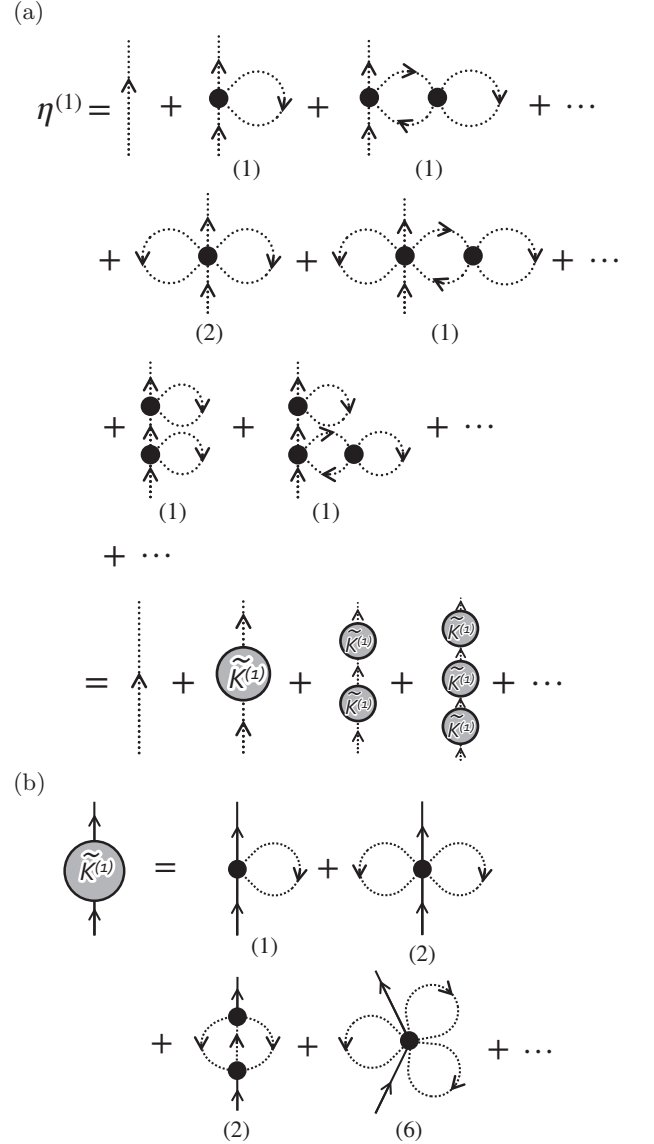 (a)
η⁽¹⁾ = + + + ⋯
(1) (1)
+ + + ⋯
(2) (1)
+ + + ⋯
(1) (1)
+ ⋯
= + K̃⁽¹⁾ + K̃⁽¹⁾ K̃⁽¹⁾ + K̃⁽¹⁾ K̃⁽¹⁾ K̃⁽¹⁾ + ⋯
(b)
K̃⁽¹⁾ = +
(1) (2)
+ + + ⋯
(2) (6)